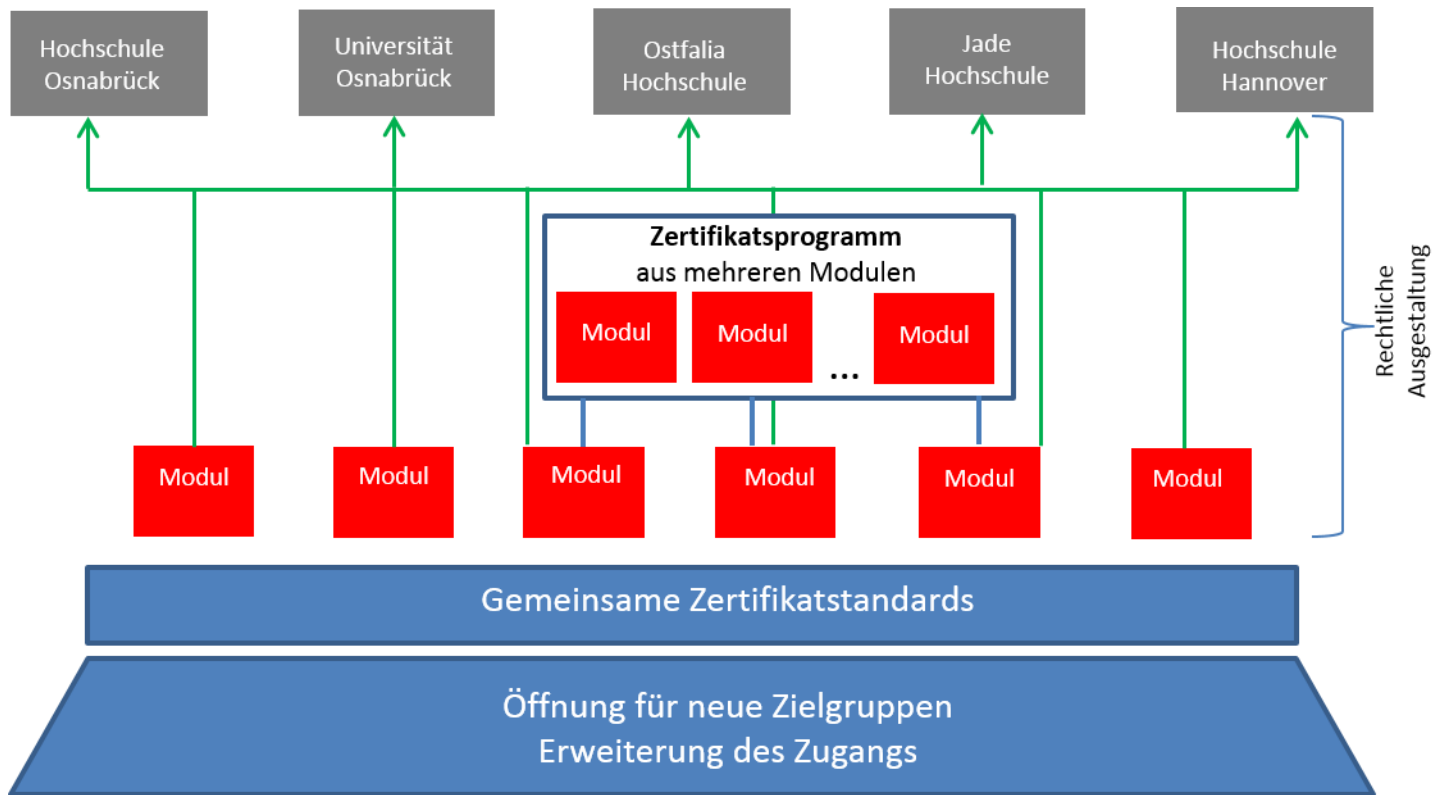 Hochschule
Osnabrück
Universität
Osnabrück
Ostfalia
Hochschule
Jade
Hochschule
Hochschule
Hannover
Zertifikatsprogramm
aus mehreren Modulen
Modul
Modul
...
Modul
Rechtliche
Ausgestaltung
Modul
Modul
Modul
Modul
Modul
Modul
Gemeinsame Zertifikatstandards
Öffnung für neue Zielgruppen
Erweiterung des Zugangs